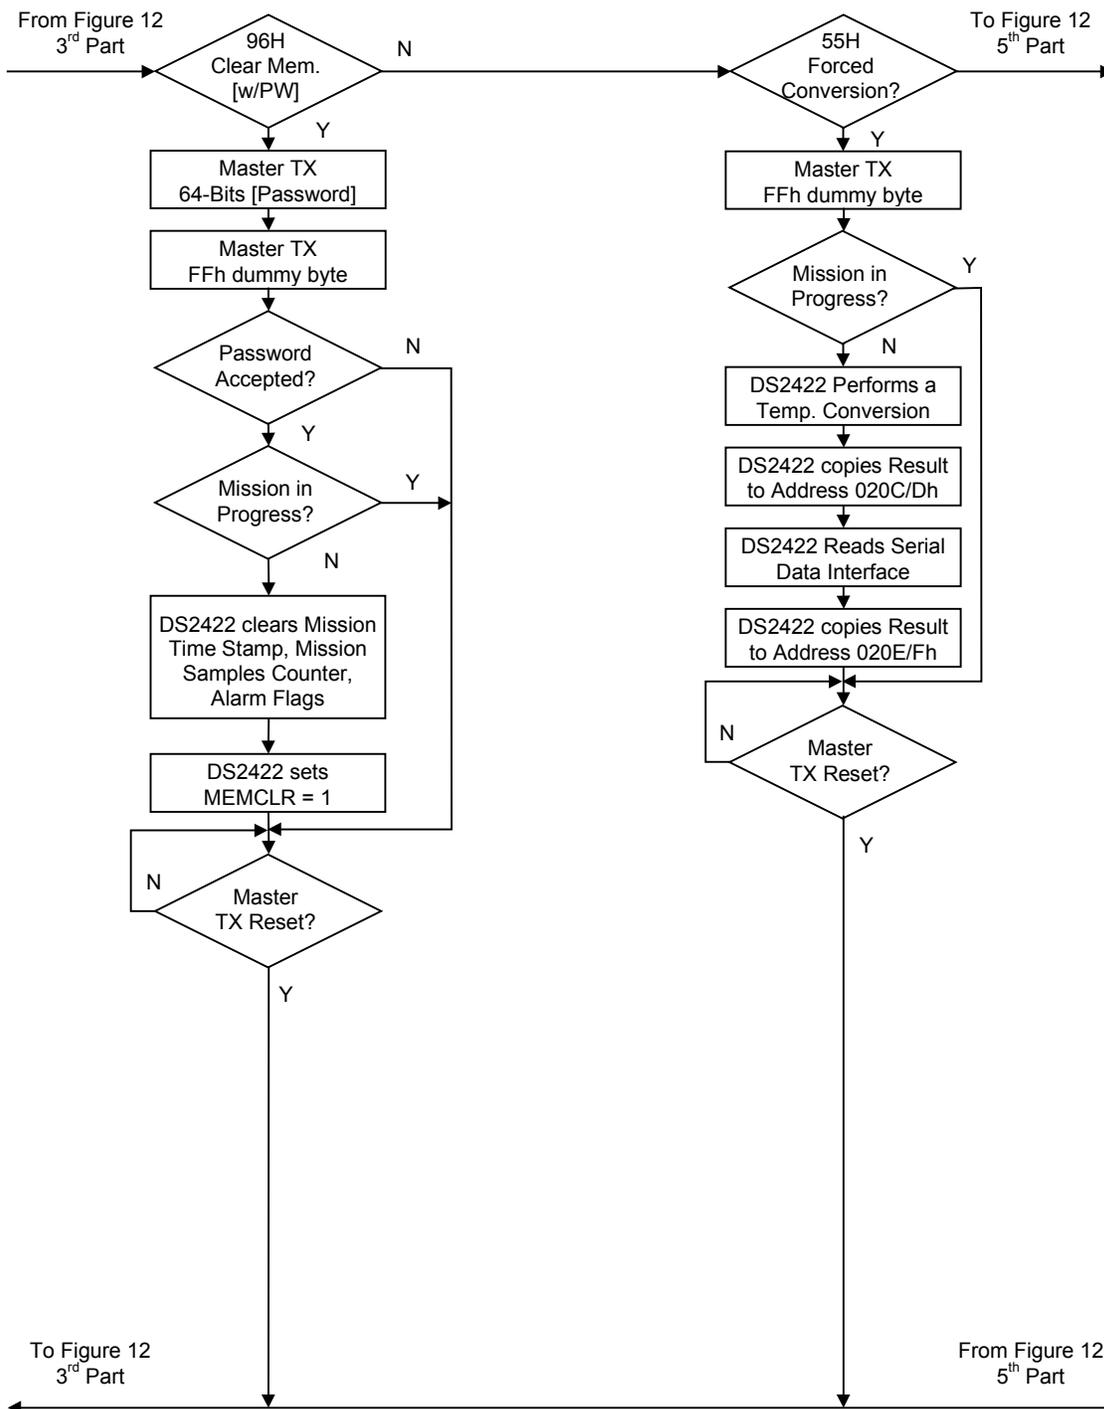 From Figure 12
3rd Part
96H
Clear Mem.
[w/PW]
N
55H
Forced
Conversion?
To Figure 12
5th Part
Y
Master TX
64-Bits [Password]
Master TX
FFh dummy byte
Password
Accepted?
N
Y
Mission in
Progress?
Y
N
DS2422 clears Mission
Time Stamp, Mission
Samples Counter,
Alarm Flags
DS2422 sets
MEMCLR = 1
N
Master
TX Reset?
Y
Y
Master TX
FFh dummy byte
Mission in
Progress?
Y
N
DS2422 Performs a
Temp. Conversion
DS2422 copies Result
to Address 020C/Dh
DS2422 Reads Serial
Data Interface
DS2422 copies Result
to Address 020E/Fh
N
Master
TX Reset?
Y
To Figure 12
3rd Part
From Figure 12
5th Part